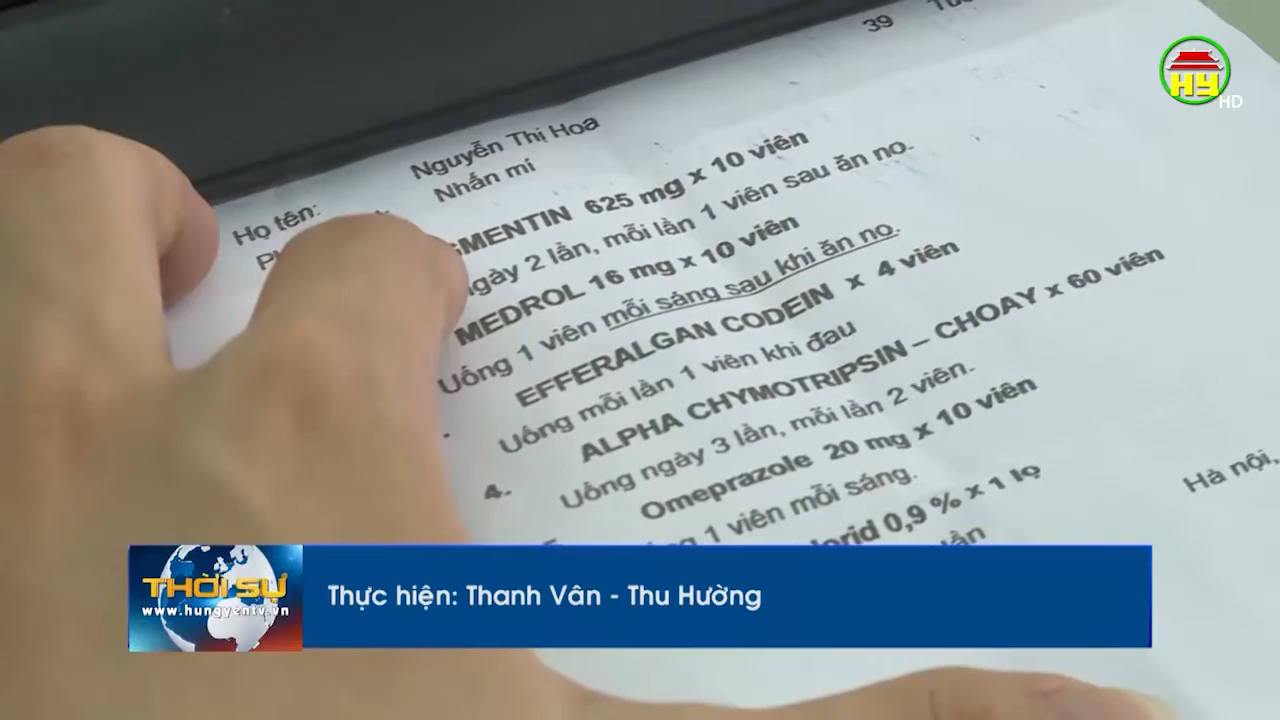 39
HY
HD
Họ tên: Nguyễn Thị Hoa
Nhấn mí
GMENTIN 625 mg x 10 viên
ngày 2 lần, mỗi lần 1 viên sau ăn no.
MEDROL 16 mg x 10 viên
Uống 1 viên mỗi sáng sau khi ăn no.
EFFERALGAN CODEIN x 4 viên
Uống mỗi lần 1 viên khi đau
4. ALPHA CHYMOTRIPSIN – CHOAY x 60 viên
Uống ngày 3 lần, mỗi lần 2 viên.
Omeprazole 20 mg x 10 viên
1 viên mỗi sáng.
0,9 % x 1 lọ
lần
Hà nội,
THỜI SỰ
www.hungyentv.vn
Thực hiện: Thanh Vân - Thu Hường